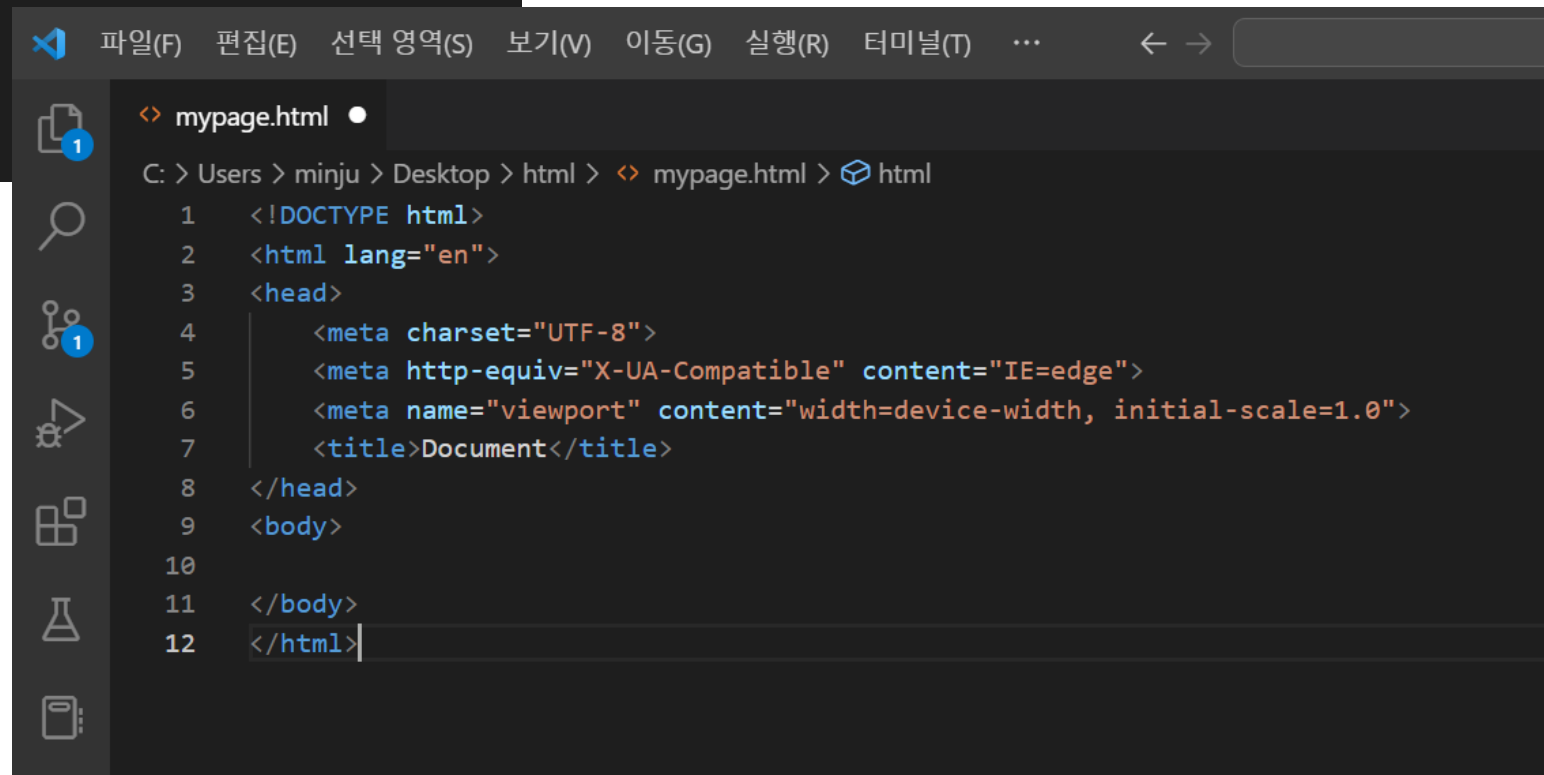 파일(F) 편집(E) 선택 영역(S) 보기(V) 이동(G) 실행(R) 터미널(T) ···
mypage.html
1
C: > Users > minju > Desktop > html > <> mypage.html > html
1 <!DOCTYPE html>
2 <html lang="en">
3 <head>
4 <meta charset="UTF-8">
1
5 <meta http-equiv="X-UA-Compatible" content="IE=edge">
6 <meta name="viewport" content="width=device-width, initial-scale=1.0">
7 <title>Document</title>
8 </head>
9 <body>
10
11 </body>
12 </html>